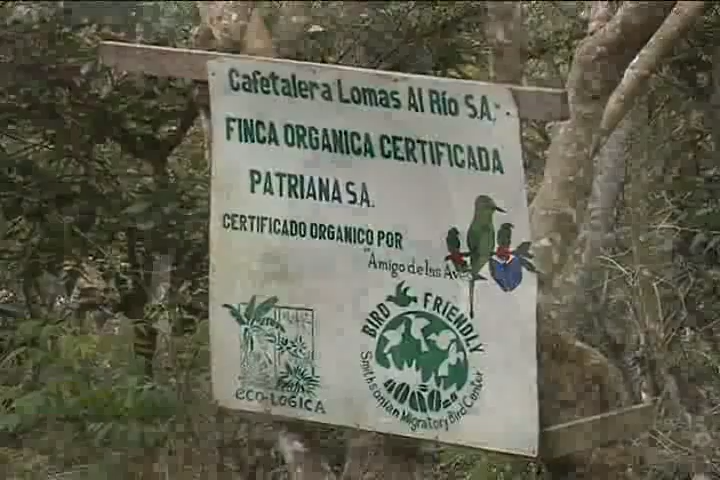 Cafetalera Lomas Al Río S.A.
FINCA ORGANICA CERTIFICADA
PATRIANA S.A.
CERTIFICADO ORGANICO POR
"Amigo de las
BIRD FRIENDLY
Smithsonian Migratory Bird Center
eco-LOGICA